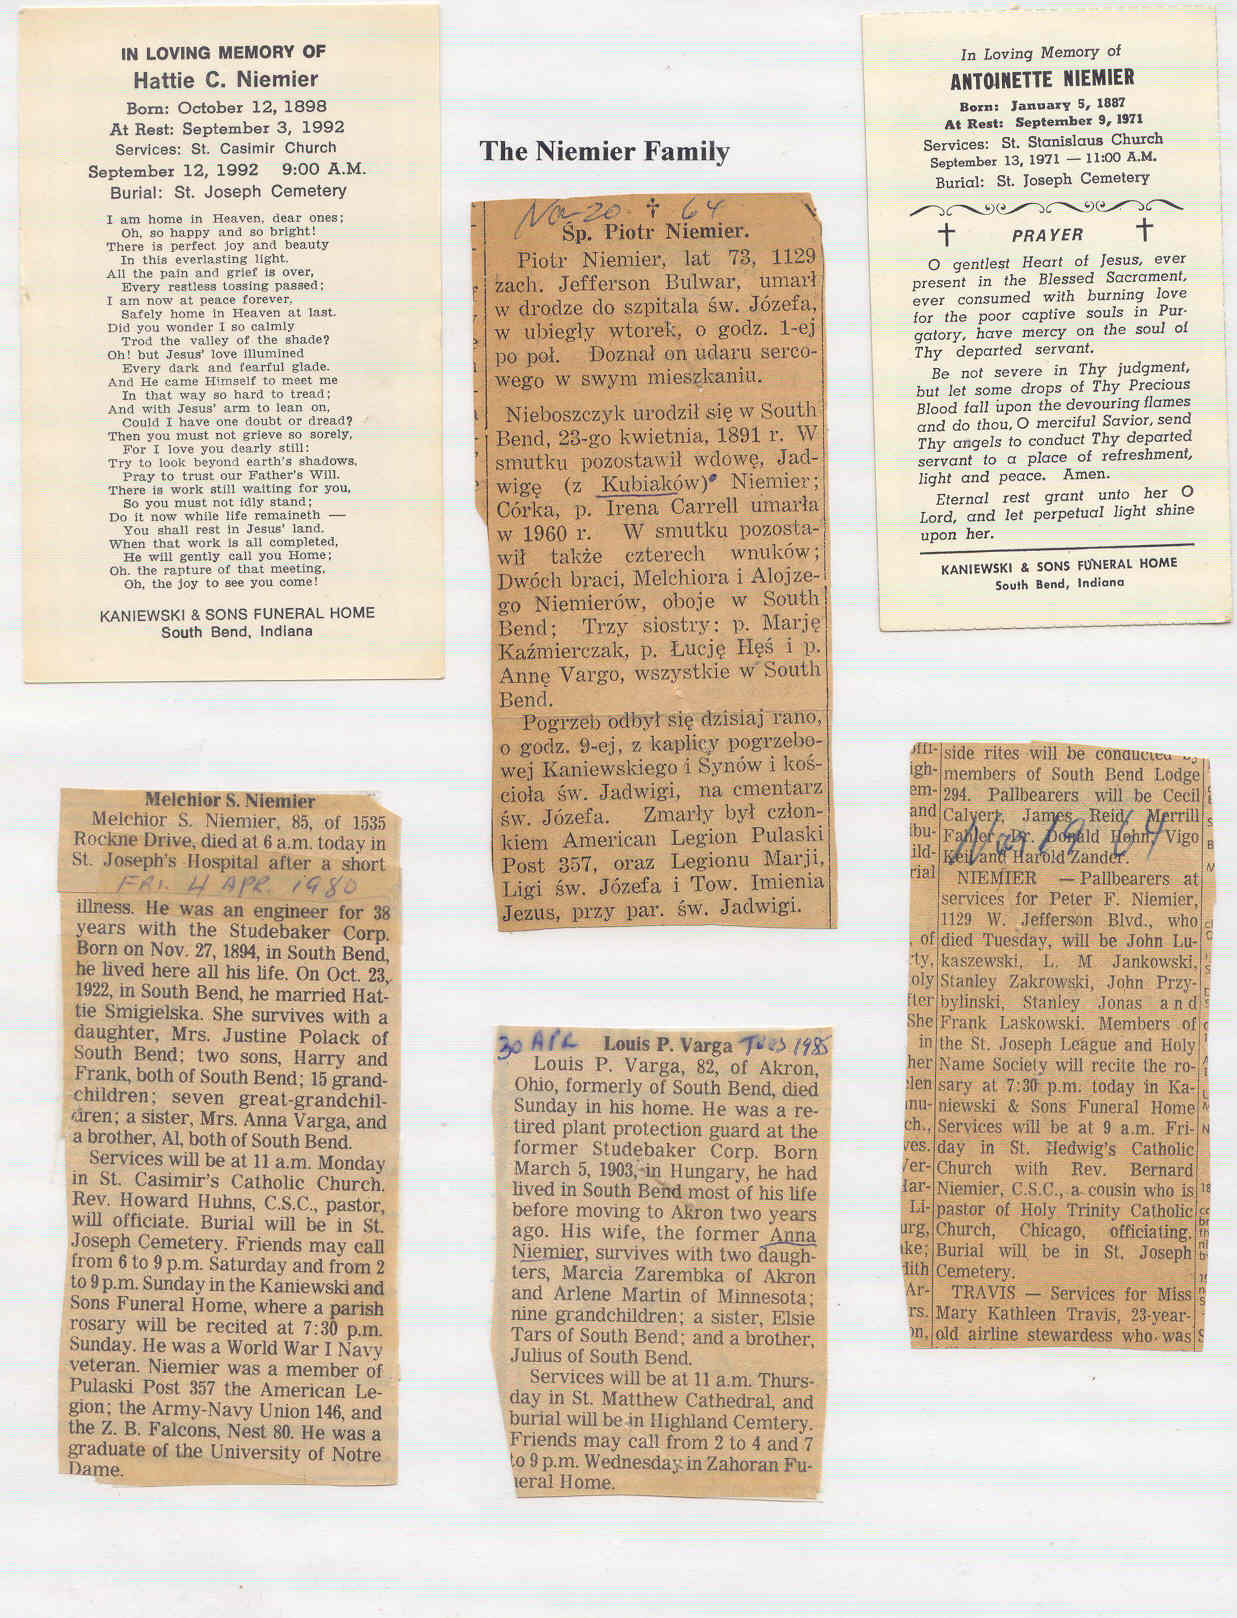 IN LOVING MEMORY OF
Hattie C. Niemier
Born: October 12, 1898
At Rest: September 3, 1992
Services: St. Casimir Church
September 12, 1992 9:00 A.M.
Burial: St. Joseph Cemetery
I am home in Heaven, dear ones;
Oh, so happy and so bright!
There is perfect joy and beauty
In this everlasting light.
All the pain and grief is over,
Every restless tossing passed;
I am now at peace forever,
Safely home in Heaven at last.
Did you wonder I so calmly
Trod the valley of the shade?
Oh! but Jesus' love illumined
Every dark and fearful glade.
And He came Himself to meet me
In that way so hard to tread;
And with Jesus' arm to lean on,
Could I have one doubt or dread?
Then you must not grieve so sorely,
For I love you dearly still:
Try to look beyond earth's shadows,
Pray to trust our Father's Will.
There is work still waiting for you,
So you must not idly stand;
Do it now while life remaineth —
You shall rest in Jesus' land.
When that work is all completed,
He will gently call you Home;
Oh, the rapture of that meeting,
Oh, the joy to see you come!
KANIEWSKI & SONS FUNERAL HOME
South Bend, Indiana
The Niemier Family
Nov 20 64
Śp. Piotr Niemier.
Piotr Niemier, lat 73, 1129
zach. Jefferson Bulwar, umarł
w drodze do szpitala św. Józefa,
w ubiegły wtorek, o godz. 1-ej
po poł. Doznał on udaru serco-
wego w swym mieszkaniu.
Nieboszczyk urodził się w South
Bend, 23-go kwietnia, 1891 r. W
smutku pozostawił wdowę, Jad-
wigę (z Kubiaków) Niemier;
Córka, p. Irena Carrell umarła
w 1960 r. W smutku pozosta-
wił także czterech wnuków;
Dwóch braci, Melchiora i Alojze-
go Niemierów, oboje w South
Bend; Trzy siostry: p. Marję
Kaźmierczak, p. Łucję Hęś i p.
Annę Vargo, wszystkie w South
Bend.
Pogrzeb odbył się dzisiaj rano,
o godz. 9-ej, z kaplicy pogrzebo-
wej Kaniewskiego i Synów i koś-
cioła św. Jadwigi, na cmentarz
św. Józefa. Zmarły był człon-
kiem American Legion Pulaski
Post 357, oraz Legionu Marji,
Ligi św. Józefa i Tow. Imienia
Jezus, przy par. św. Jadwigi.
In Loving Memory of
ANTOINETTE NIEMIER
Born: January 5, 1887
At Rest: September 9, 1971
Services: St. Stanislaus Church
September 13, 1971 — 11:00 A.M.
Burial: St. Joseph Cemetery
PRAYER
O gentlest Heart of Jesus, ever
present in the Blessed Sacrament,
ever consumed with burning love
for the poor captive souls in Pur-
gatory, have mercy on the soul of
Thy departed servant.
Be not severe in Thy judgment,
but let some drops of Thy Precious
Blood fall upon the devouring flames
and do thou, O merciful Savior, send
Thy angels to conduct Thy departed
servant to a place of refreshment,
light and peace. Amen.
Eternal rest grant unto her O
Lord, and let perpetual light shine
upon her.
KANIEWSKI & SONS FUNERAL HOME
South Bend, Indiana
Melchior S. Niemier
Melchior S. Niemier, 85, of 1535
Rockne Drive, died at 6 a.m. today in
St. Joseph's Hospital after a short
FRI. 4 APR. 1980
illness. He was an engineer for 38
years with the Studebaker Corp.
Born on Nov. 27, 1894, in South Bend,
he lived here all his life. On Oct. 23,
1922, in South Bend, he married Hat-
tie Smigielska. She survives with a
daughter, Mrs. Justine Polack of
South Bend; two sons, Harry and
Frank, both of South Bend; 15 grand-
children; seven great-grandchil-
dren; a sister, Mrs. Anna Varga, and
a brother, Al, both of South Bend.
Services will be at 11 a.m. Monday
in St. Casimir's Catholic Church.
Rev. Howard Huhns, C.S.C., pastor,
will officiate. Burial will be in St.
Joseph Cemetery. Friends may call
from 6 to 9 p.m. Saturday and from 2
to 9 p.m. Sunday in the Kaniewski and
Sons Funeral Home, where a parish
rosary will be recited at 7:30 p.m.
Sunday. He was a World War I Navy
veteran. Niemier was a member of
Pulaski Post 357 the American Le-
gion; the Army-Navy Union 146, and
the Z. B. Falcons, Nest 80. He was a
graduate of the University of Notre
Dame.
30 APR Louis P. Varga TUES 1985
Louis P. Varga, 82, of Akron,
Ohio, formerly of South Bend, died
Sunday in his home. He was a re-
tired plant protection guard at the
former Studebaker Corp. Born
March 5, 1903, in Hungary, he had
lived in South Bend most of his life
before moving to Akron two years
ago. His wife, the former Anna
Niemier, survives with two daugh-
ters, Marcia Zarembka of Akron
and Arlene Martin of Minnesota;
nine grandchildren; a sister, Elsie
Tars of South Bend; and a brother,
Julius of South Bend.
Services will be at 11 a.m. Thurs-
day in St. Matthew Cathedral, and
burial will be in Highland Cemtery.
Friends may call from 2 to 4 and 7
to 9 p.m. Wednesday in Zahoran Fu-
neral Home.
side rites will be conducted by
members of South Bend Lodge
294. Pallbearers will be Cecil
Calvert, James Reid, Merrill
Fahler, Dr. Donald Hohn, Vigo
Keil and Harold Zander.
Nov 19 64
NIEMIER — Pallbearers at
services for Peter F. Niemier,
1129 W. Jefferson Blvd., who
died Tuesday, will be John Lu-
kaszewski, L. M. Jankowski,
Stanley Zakrowski, John Przy-
bylinski, Stanley Jonas and
Frank Laskowski. Members of
the St. Joseph League and Holy
Name Society will recite the ro-
sary at 7:30 p.m. today in Ka-
niewski & Sons Funeral Home
Services will be at 9 a.m. Fri-
day in St. Hedwig's Catholic
Church with Rev. Bernard
Niemier, C.S.C., a cousin who is
pastor of Holy Trinity Catholic
Church, Chicago, officiating.
Burial will be in St. Joseph
Cemetery.
TRAVIS — Services for Miss
Mary Kathleen Travis, 23-year-
old airline stewardess who was